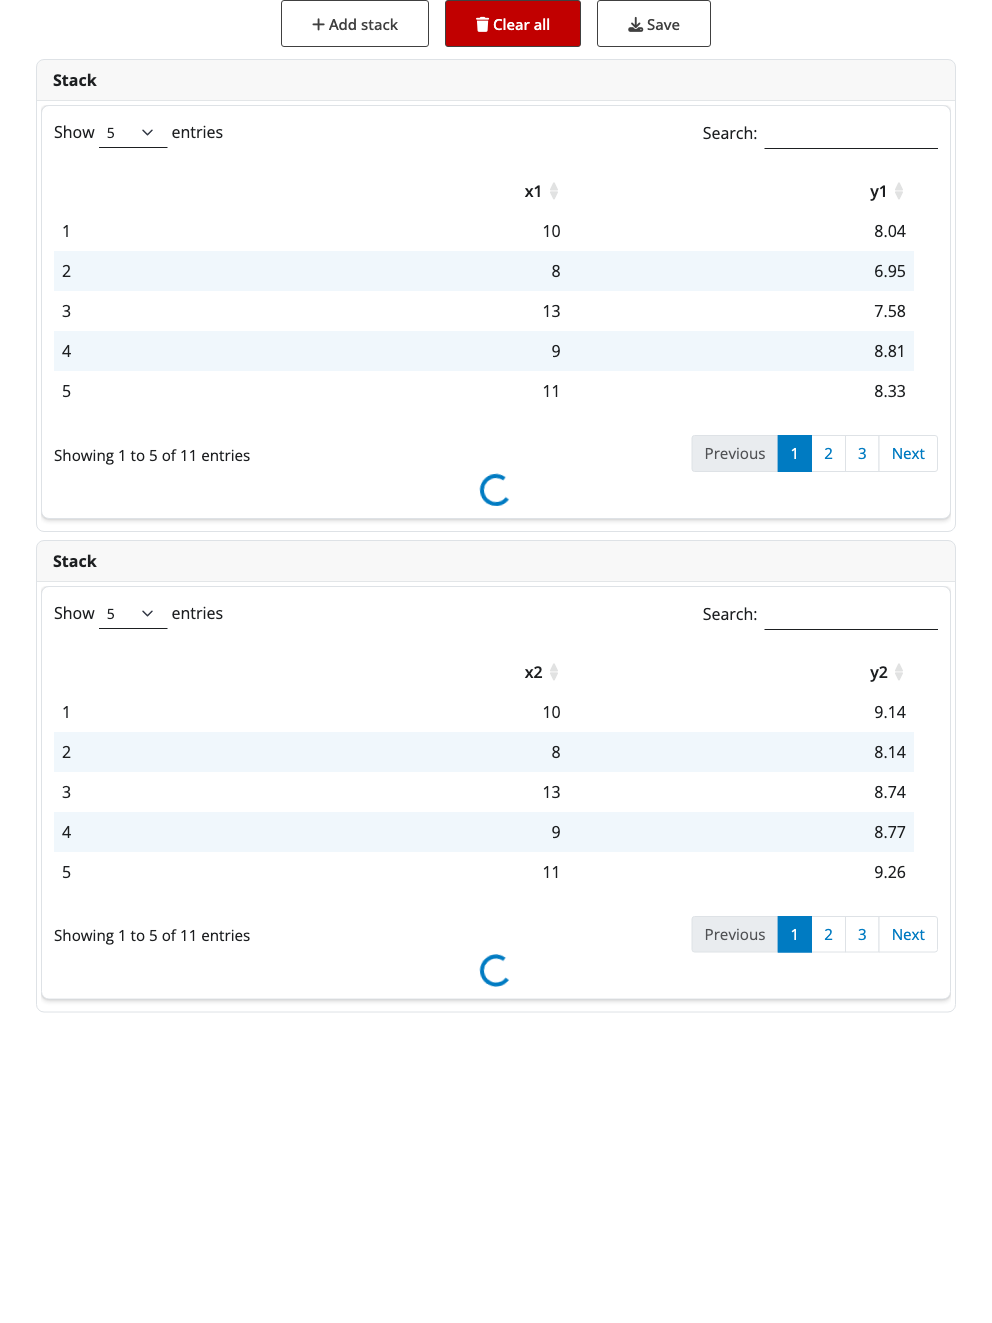 Add stack Clear all Save
Stack
Show 5 entries Search:
x1 y1
1 10 8.04
2 8 6.95
3 13 7.58
4 9 8.81
5 11 8.33
Showing 1 to 5 of 11 entries Previous 1 2 3 Next
Stack
Show 5 entries Search:
x2 y2
1 10 9.14
2 8 8.14
3 13 8.74
4 9 8.77
5 11 9.26
Showing 1 to 5 of 11 entries Previous 1 2 3 Next